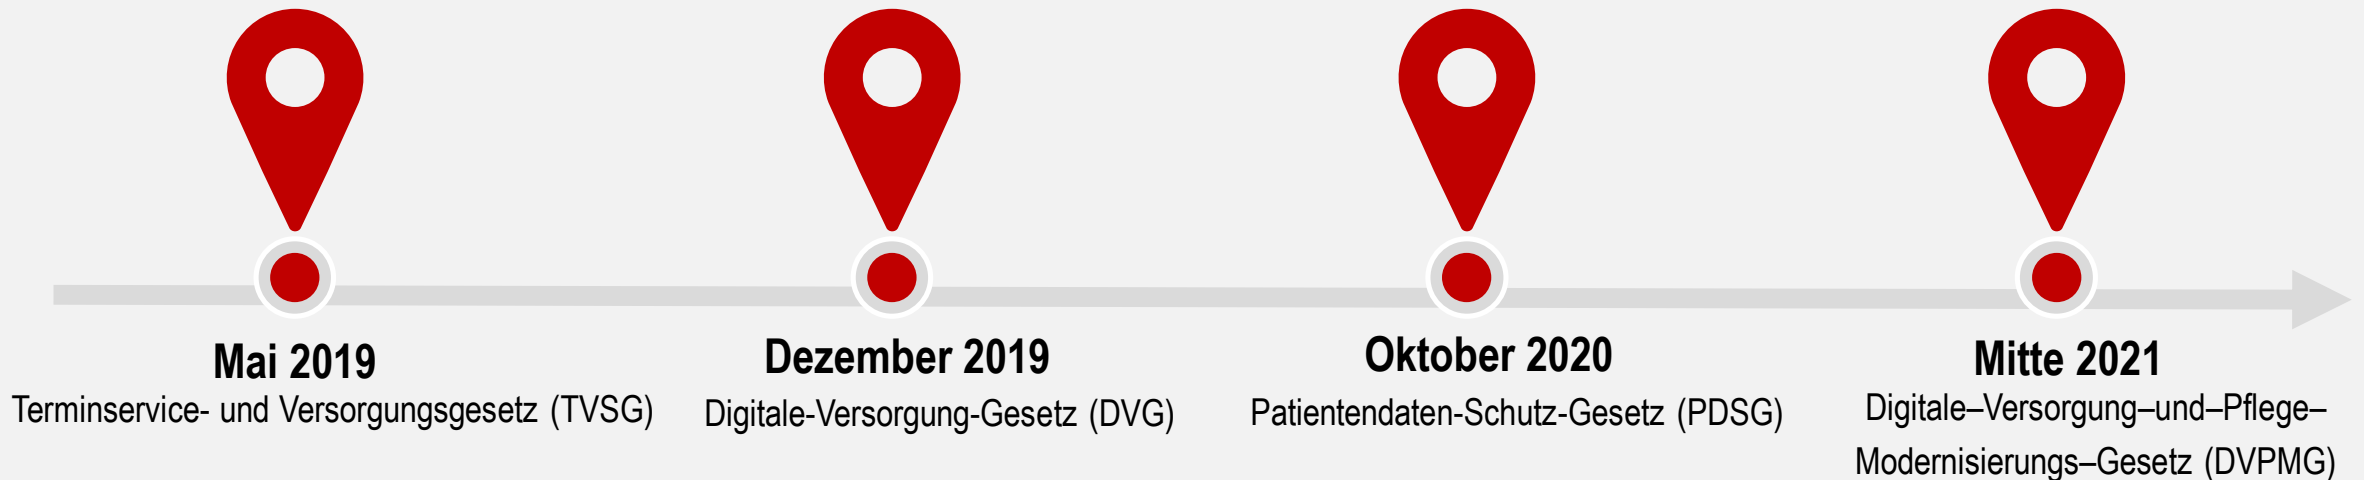 Mai 2019
Terminservice- und Versorgungsgesetz (TVSG)
Dezember 2019
Digitale-Versorgung-Gesetz (DVG)
Oktober 2020
Patientendaten-Schutz-Gesetz (PDSG)
Mitte 2021
Digitale–Versorgung–und–Pflege–
Modernisierungs–Gesetz (DVPMG)